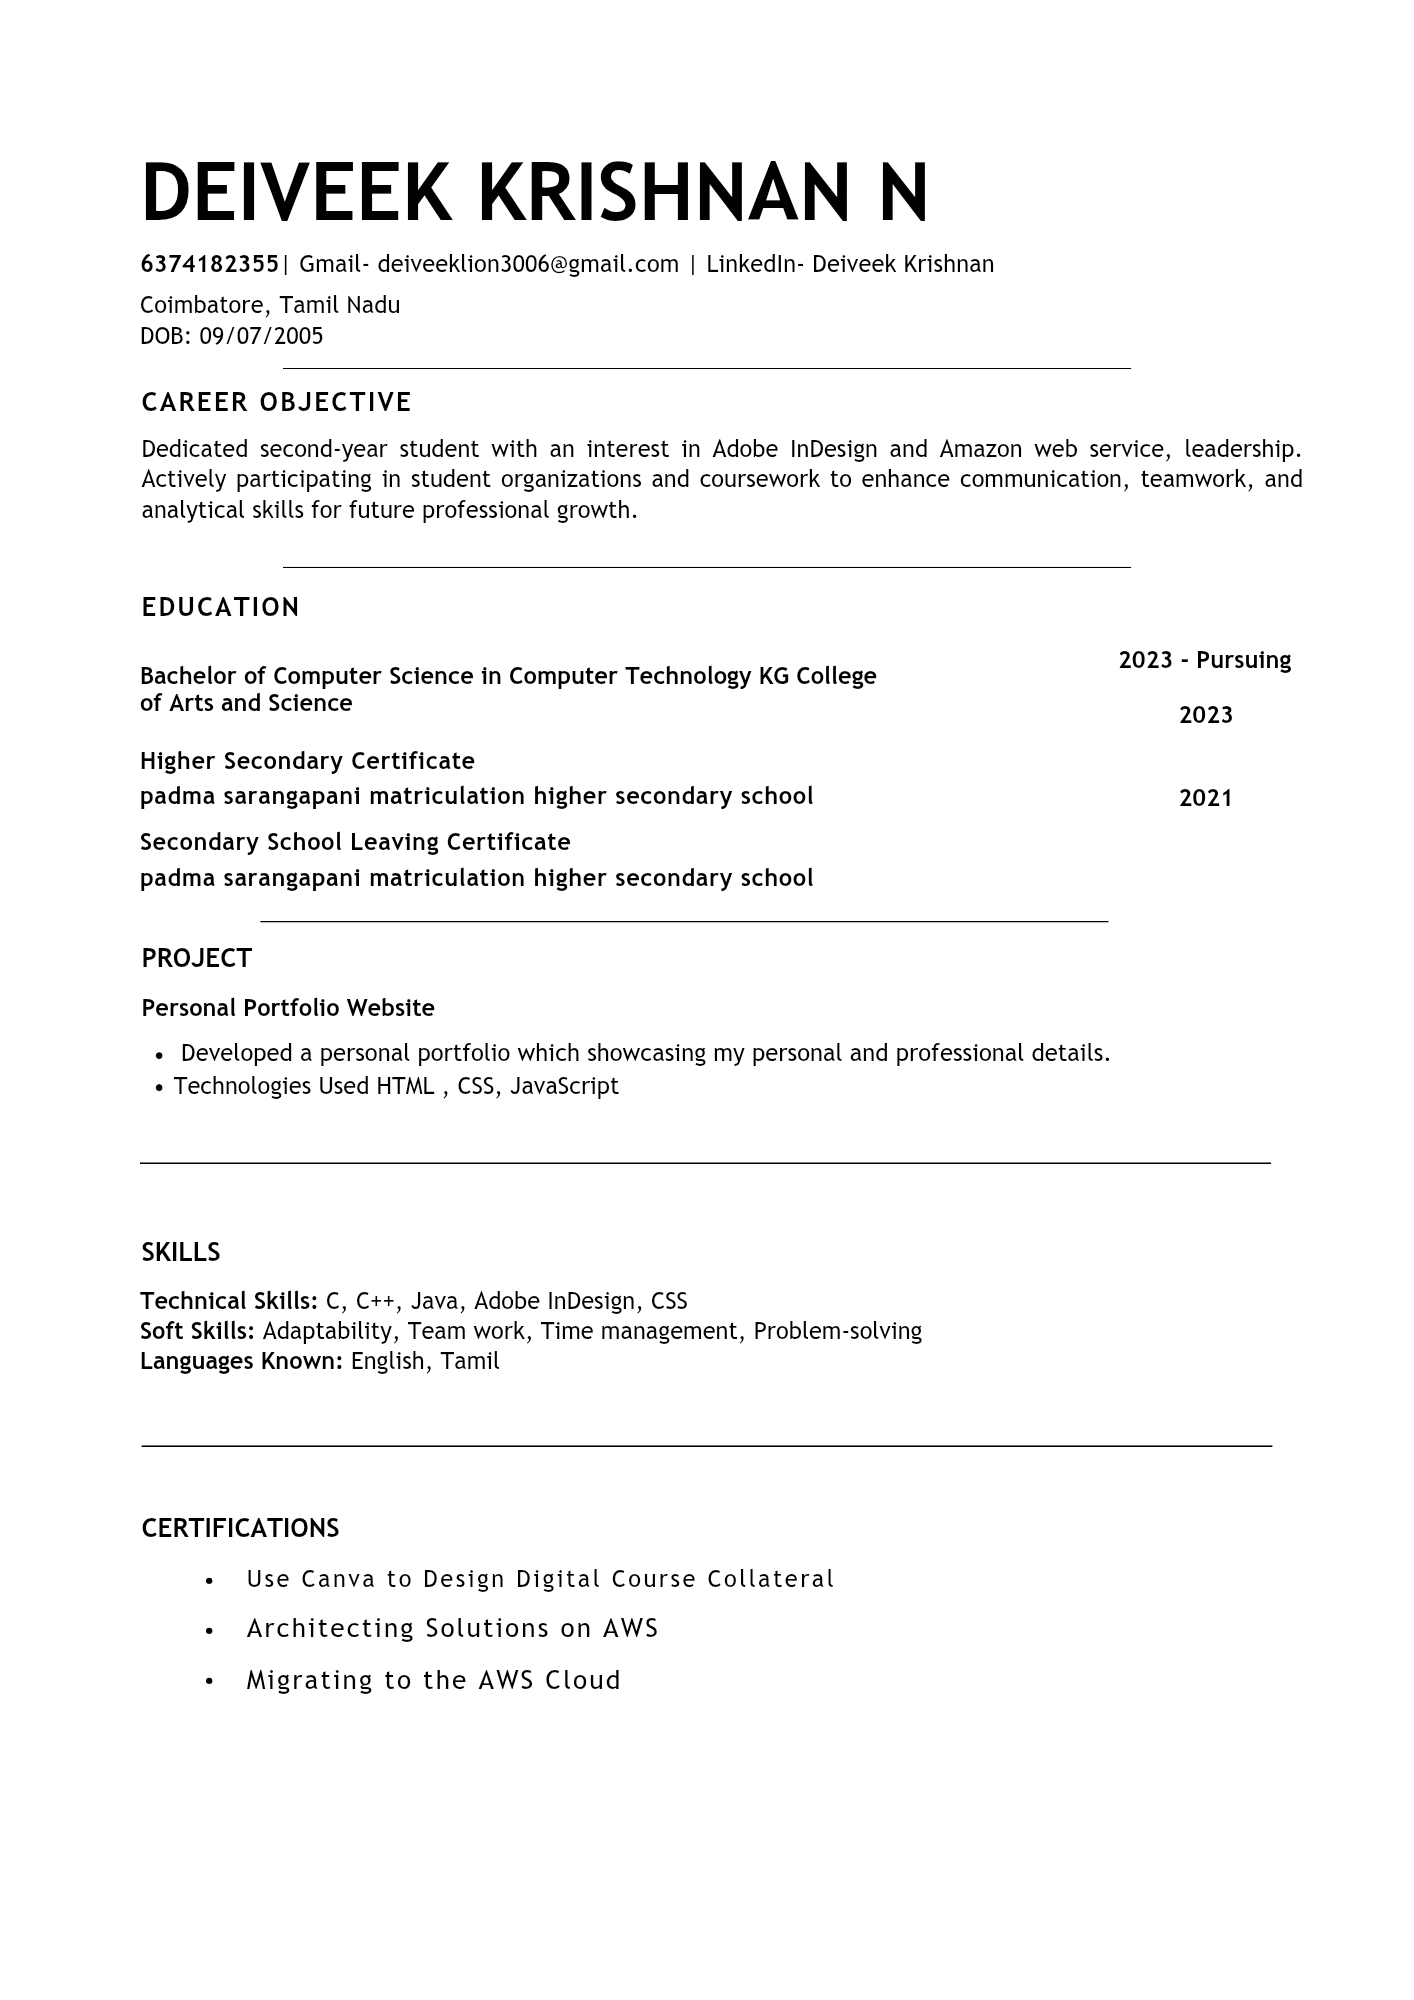 DEIVEEK KRISHNAN N
6374182355| Gmail- deiveeklion3006@gmail.com | LinkedIn- Deiveek Krishnan
Coimbatore, Tamil Nadu
DOB: 09/07/2005
CAREER OBJECTIVE
Dedicated second-year student with an interest in Adobe InDesign and Amazon web service, leadership.
Actively participating in student organizations and coursework to enhance communication, teamwork, and
analytical skills for future professional growth.
EDUCATION
2023 - Pursuing
Bachelor of Computer Science in Computer Technology KG College
of Arts and Science
2023
Higher Secondary Certificate
padma sarangapani matriculation higher secondary school
2021
Secondary School Leaving Certificate
padma sarangapani matriculation higher secondary school
PROJECT
Personal Portfolio Website
• Developed a personal portfolio which showcasing my personal and professional details.
• Technologies Used HTML , CSS, JavaScript
SKILLS
Technical Skills: C, C++, Java, Adobe InDesign, CSS
Soft Skills: Adaptability, Team work, Time management, Problem-solving
Languages Known: English, Tamil
CERTIFICATIONS
• Use Canva to Design Digital Course Collateral
• Architecting Solutions on AWS
• Migrating to the AWS Cloud